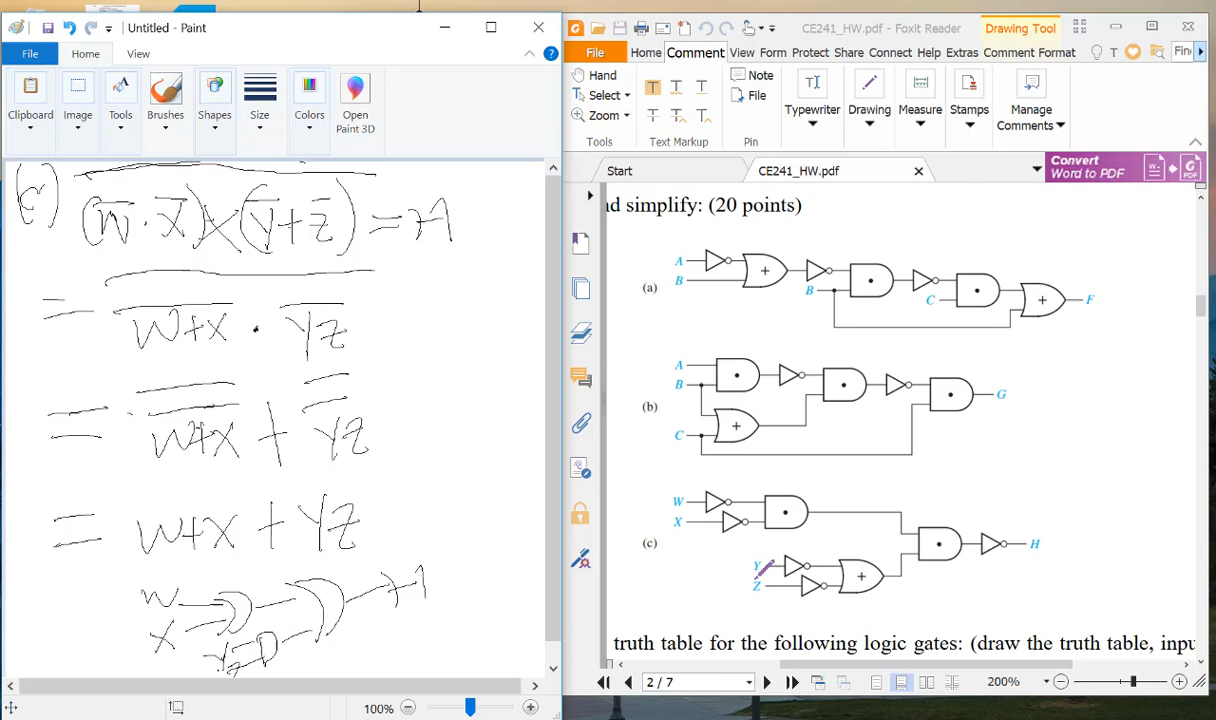 Untitled - Paint
File Home View
Clipboard Image Tools Brushes Shapes Size Colors Open Paint 3D
(W̅ · X̅) X (Y̅ + Z̅) = H
= W+X · YZ
= W+X + YZ
= W+X + YZ
W
X
YZ
H
100%
CE241_HW.pdf - Foxit Reader Drawing Tool
File Home Comment View Form Protect Share Connect Help Extras Comment Format Find
Hand
Select
Zoom
Tools
T T T
T T T
Text Markup
Note
File
Pin
Typewriter Drawing Measure Stamps Manage Comments
Start CE241_HW.pdf Convert Word to PDF
nd simplify: (20 points)
(a) A B B C F
(b) A B C G
(c) W X Y Z H
truth table for the following logic gates: (draw the truth table, input
2 / 7 200%